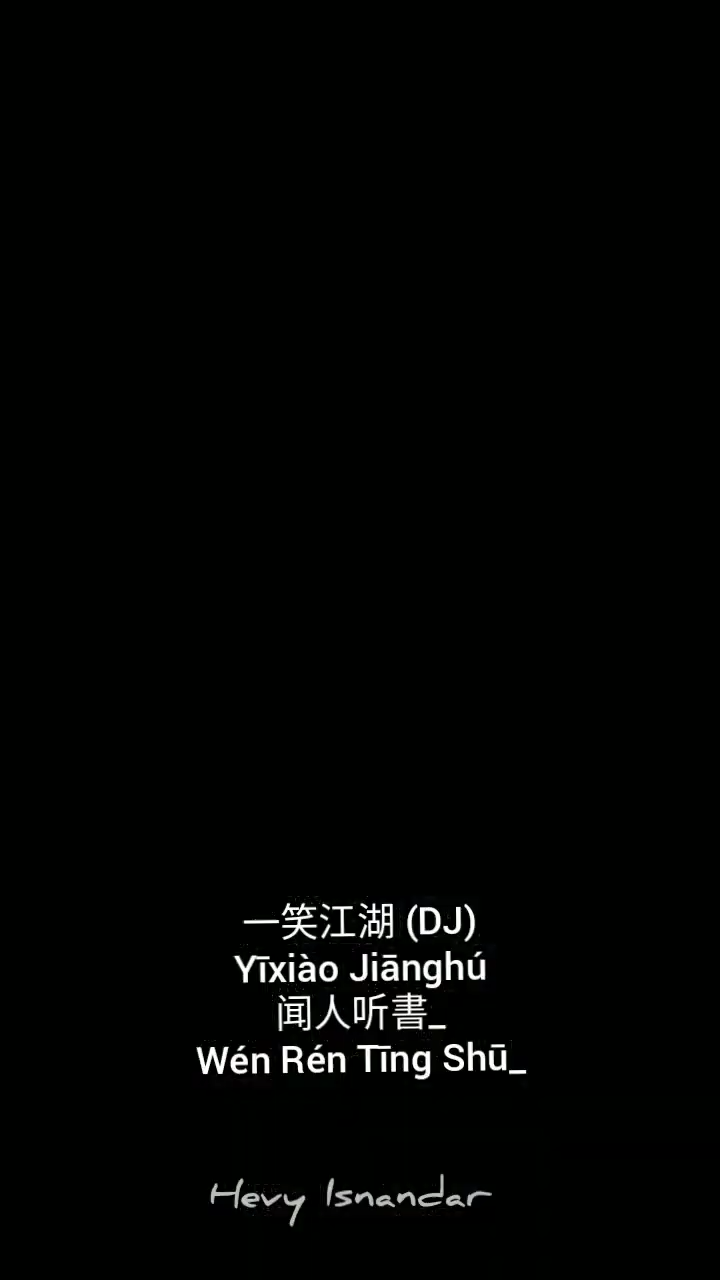 一笑江湖 (DJ)
Yīxiào Jiānghú
闻人听書_
Wén Rén Tīng Shū_
Hevy Isnandar